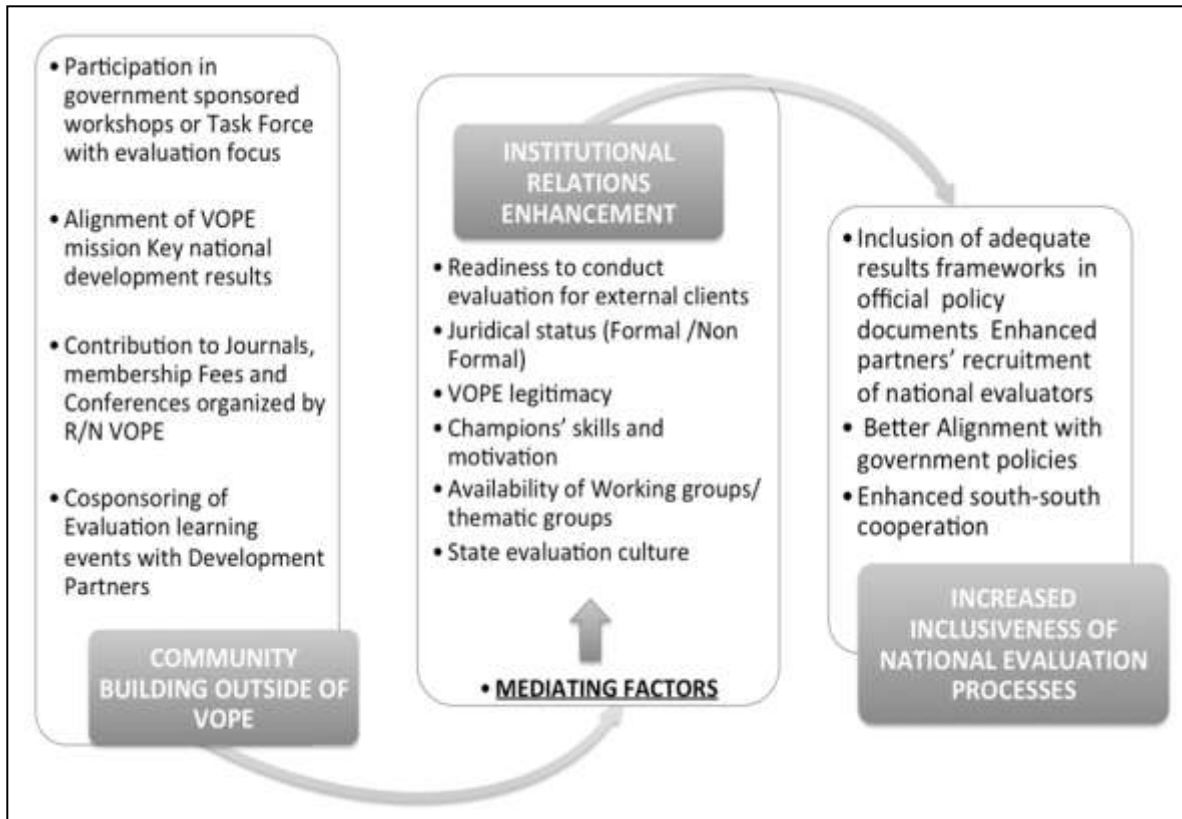 • Participation in
government sponsored
workshops or Task Force
with evaluation focus
• Alignment of VOPE
mission Key national
development results
• Contribution to Journals,
membership Fees and
Conferences organized by
R/N VOPE
• Cosponsoring of
Evaluation learning
events with Development
Partners
COMMUNITY
BUILDING OUTSIDE OF
VOPE
INSTITUTIONAL
RELATIONS
ENHANCEMENT
• Readiness to conduct
evaluation for external clients
• Juridical status (Formal /Non
Formal)
• VOPE legitimacy
• Champions’ skills and
motivation
• Availability of Working groups/
thematic groups
• State evaluation culture
• MEDIATING FACTORS
• Inclusion of adequate
results frameworks in
official policy
documents Enhanced
partners’ recruitment
of national evaluators
• Better Alignment with
government policies
• Enhanced south-south
cooperation
INCREASED
INCLUSIVENESS OF
NATIONAL EVALUATION
PROCESSES